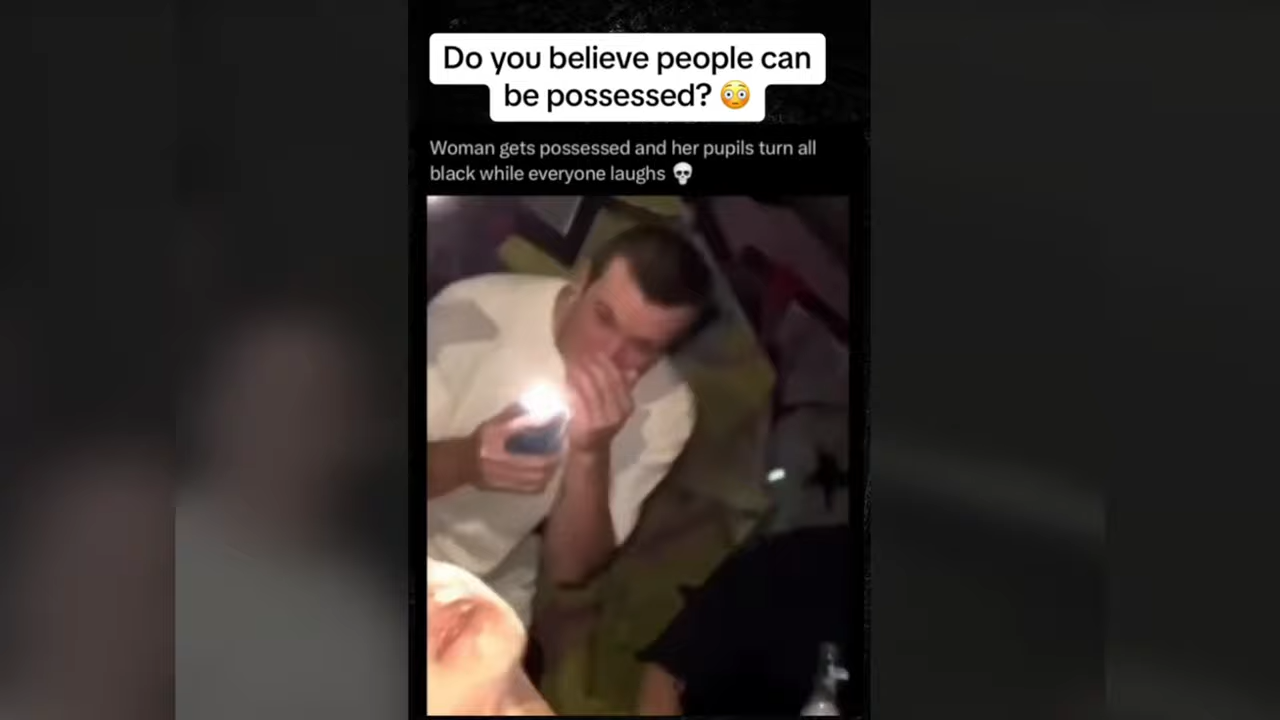 Do you believe people can
be possessed? 😳
Woman gets possessed and her pupils turn all
black while everyone laughs 💀